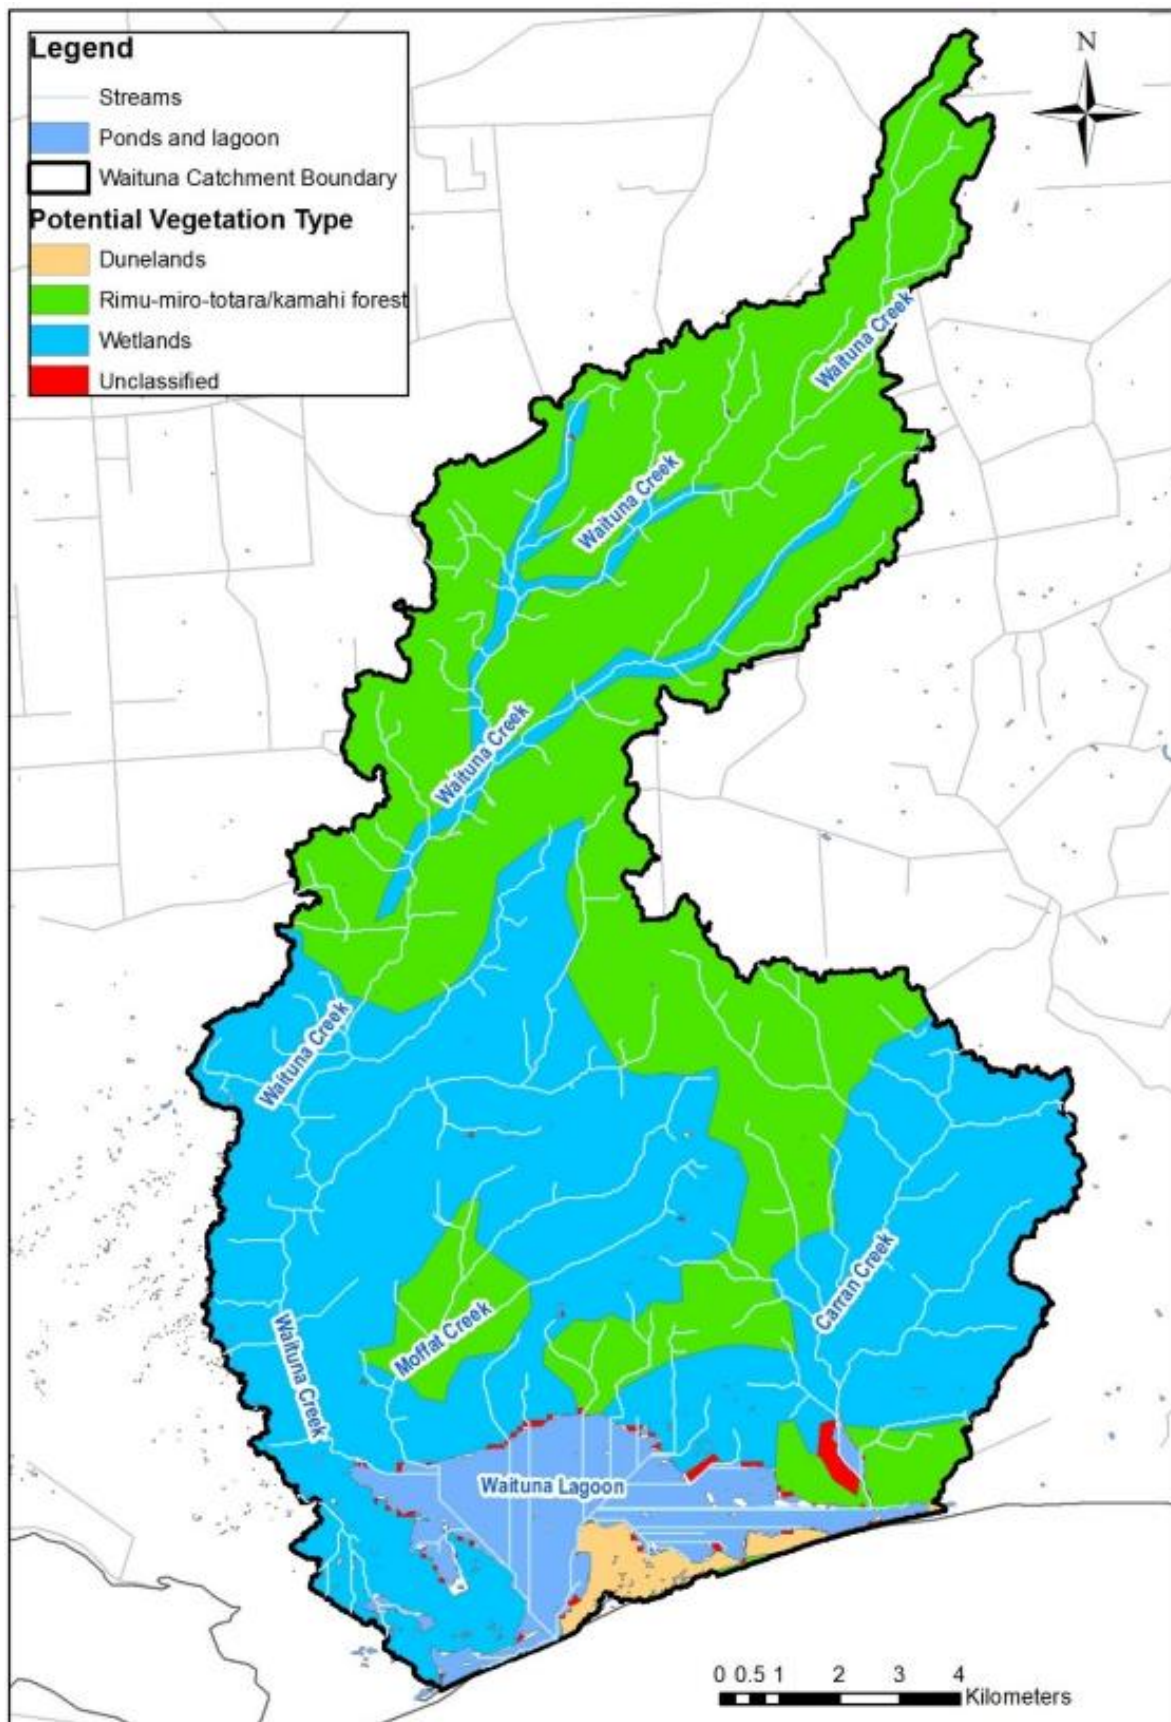 Legend
Streams
Ponds and lagoon
Waituna Catchment Boundary
Potential Vegetation Type
Dunelands
Rimu-miro-totara/kamahi forest
Wetlands
Unclassified
N
Waituna Creek
Waituna Creek
Waituna Creek
Waituna Creek
Carran Creek
Moffat Creek
Waituna Creek
Waituna Lagoon
0 0.5 1 2 3 4
Kilometers